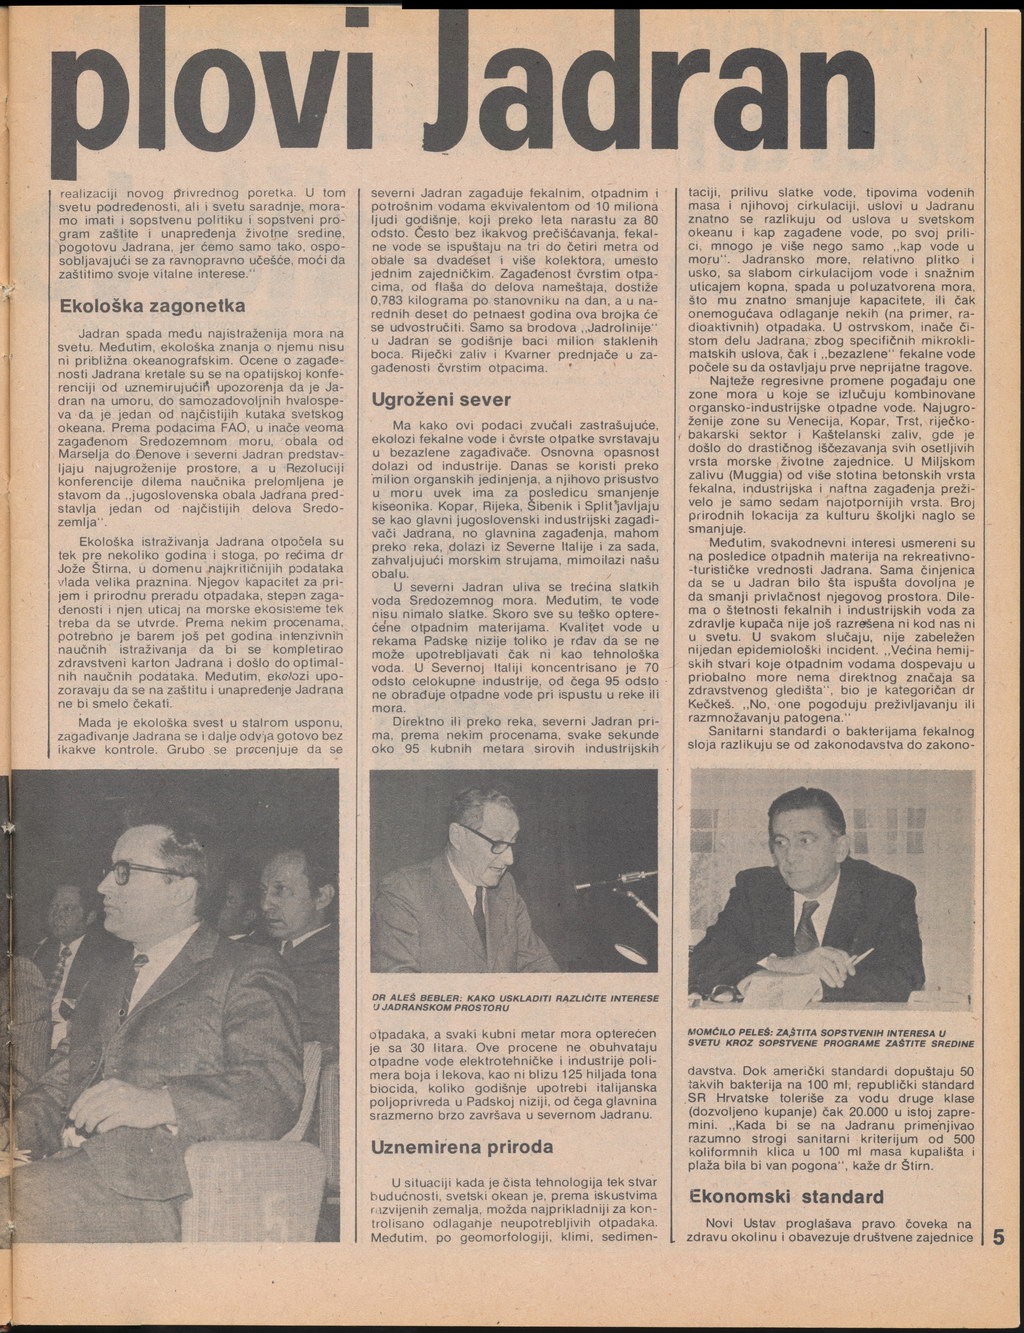 plovi Jadran
realizaciji novog privrednog poretka. U tom
svetu podređenosti, ali i svetu saradnje, mora-
mo imati i sopstvenu politiku i sopstveni pro-
gram zaštite i unapređenja životne sredine,
pogotovu Jadrana, jer ćemo samo tako, ospo-
sobljavajući se za ravnopravno učešće, moći da
zaštitimo svoje vitalne interese."
Ekološka zagonetka
Jadran spada među najistraženija mora na
svetu. Međutim, ekološka znanja o njemu nisu
ni približna okeanografskim. Ocene o zagađe-
nosti Jadrana kretale su se na opatijskoj konfe-
renciji od uznemirujućih upozorenja da je Ja-
dran na umoru, do samozadovoljnih hvalospe-
va da je jedan od najčistijih kutaka svetskog
okeana. Prema podacima FAO, u inače veoma
zagađenom Sredozemnom moru, obala od
Marselja do Đenove i severni Jadran predstav-
ljaju najugroženije prostore, a u Rezoluciji
konferencije dilema naučnika prelomljena je
stavom da „jugoslovenska obala Jadrana pred-
stavlja jedan od najčistijih delova Sredo-
zemlja".
Ekološka istraživanja Jadrana otpočela su
tek pre nekoliko godina i stoga, po rečima dr
Jože Štirna, u domenu najkritičnijih podataka
vlada velika praznina. Njegov kapacitet za pri-
jem i prirodnu preradu otpadaka, stepen zaga-
đenosti i njen uticaj na morske ekosisteme tek
treba da se utvrde. Prema nekim procenama,
potrebno je barem još pet godina intenzivnih
naučnih istraživanja da bi se kompletirao
zdravstveni karton Jadrana i došlo do optimal-
nih naučnih podataka. Međutim, ekolozi upo-
zoravaju da se na zaštitu i unapređenje Jadrana
ne bi smelo čekati.
Mada je ekološka svest u stalnom usponu,
zagađivanje Jadrana se i dalje odvija gotovo bez
ikakve kontrole. Grubo se procenjuje da se
severni Jadran zagađuje fekalnim, otpadnim i
potrošnim vodama ekvivalentom od 10 miliona
ljudi godišnje, koji preko leta narastu za 80
odsto. Često bez ikakvog prečišćavanja, fekal-
ne vode se ispuštaju na tri do četiri metra od
obale sa dvadeset i više kolektora, umesto
jednim zajedničkim. Zagađenost čvrstim otpa-
cima, od flaša do delova nameštaja, dostiže
0,783 kilograma po stanovniku na dan, a u na-
rednih deset do petnaest godina ova brojka će
se udvostručiti. Samo sa brodova „Jadrolinije"
u Jadran se godišnje baci milion staklenih
boca. Riječki zaliv i Kvarner prednjače u za-
gađenosti čvrstim otpacima.
Ugroženi sever
Ma kako ovi podaci zvučali zastrašujuće,
ekolozi fekalne vode i čvrste otpatke svrstavaju
u bezazlene zagađivače. Osnovna opasnost
dolazi od industrije. Danas se koristi preko
milion organskih jedinjenja, a njihovo prisustvo
u moru uvek ima za posledicu smanjenje
kiseonika. Kopar, Rijeka, Šibenik i Split javljaju
se kao glavni jugoslovenski industrijski zagađi-
vači Jadrana, no glavnina zagađenja, mahom
preko reka, dolazi iz Severne Italije i za sada,
zahvaljujući morskim strujama, mimoilazi našu
obalu.
U severni Jadran uliva se trećina slatkih
voda Sredozemnog mora. Međutim, te vode
nisu nimalo slatke. Skoro sve su teško optere-
ćene otpadnim materijama. Kvalitet vode u
rekama Padske nizije toliko je rđav da se ne
može upotrebljavati čak ni kao tehnološka
voda. U Severnoj Italiji koncentrisano je 70
odsto celokupne industrije, od čega 95 odsto
ne obrađuje otpadne vode pri ispustu u reke ili
mora.
Direktno ili preko reka, severni Jadran pri-
ma, prema nekim procenama, svake sekunde
oko 95 kubnih metara sirovih industrijskih
DR ALEŠ BEBLER: KAKO USKLADITI RAZLIČITE INTERESE
U JADRANSKOM PROSTORU
otpadaka, a svaki kubni metar mora opterećen
je sa 30 litara. Ove procene ne obuhvataju
otpadne vode elektrotehničke i industrije poli-
mera boja i lekova, kao ni blizu 125 hiljada tona
biocida, koliko godišnje upotrebi italijanska
poljoprivreda u Padskoj niziji, od čega glavnina
srazmerno brzo završava u severnom Jadranu.
Uznemirena priroda
U situaciji kada je čista tehnologija tek stvar
budućnosti, svetski okean je, prema iskustvima
razvijenih zemalja, možda najprikladniji za kon-
trolisano odlaganje neupotrebljivih otpadaka.
Međutim, po geomorfologiji, klimi, sedimen-
taciji, prilivu slatke vode, tipovima vodenih
masa i njihovoj cirkulaciji, uslovi u Jadranu
znatno se razlikuju od uslova u svetskom
okeanu i kap zagađene vode, po svoj prili-
ci, mnogo je više nego samo „kap vode u
moru". Jadransko more, relativno plitko i
usko, sa slabom cirkulacijom vode i snažnim
uticajem kopna, spada u poluzatvorena mora,
što mu znatno smanjuje kapacitete, ili čak
onemogućava odlaganje nekih (na primer, ra-
dioaktivnih) otpadaka. U ostrvskom, inače či-
stom delu Jadrana, zbog specifičnih mikrokli-
matskih uslova, čak i „bezazlene" fekalne vode
počele su da ostavljaju prve neprijatne tragove.
Najteže regresivne promene pogađaju one
zone mora u koje se izlučuju kombinovane
organsko-industrijske otpadne vode. Najugro-
ženije zone su Venecija, Kopar, Trst, riječko-
bakarski sektor i Kaštelanski zaliv, gde je
došlo do drastičnog iščezavanja svih osetljivih
vrsta morske životne zajednice. U Miljskom
zalivu (Muggia) od više stotina betonskih vrsta
fekalna, industrijska i naftna zagađenja preži-
velo je samo sedam najotpornijih vrsta. Broj
prirodnih lokacija za kulturu školjki naglo se
smanjuje.
Međutim, svakodnevni interesi usmereni su
na posledice otpadnih materija na rekreativno-
-turističke vrednosti Jadrana. Sama činjenica
da se u Jadran bilo šta ispušta dovoljna je
da smanji privlačnost njegovog prostora. Dile-
ma o štetnosti fekalnih i industrijskih voda za
zdravlje kupača nije još razrešena ni kod nas ni
u svetu. U svakom slučaju, nije zabeležen
nijedan epidemiološki incident. „Većina hemij-
skih stvari koje otpadnim vodama dospevaju u
priobalno more nema direktnog značaja sa
zdravstvenog gledišta", bio je kategoričan dr
Kečkeš. „No, one pogoduju preživljavanju ili
razmnožavanju patogena."
Sanitarni standardi o bakterijama fekalnog
sloja razlikuju se od zakonodavstva do zakono-
MOMČILO PELEŠ: ZAŠTITA SOPSTVENIH INTERESA U
SVETU KROZ SOPSTVENE PROGRAME ZAŠTITE SREDINE
davstva. Dok američki standardi dopuštaju 50
takvih bakterija na 100 ml, republički standard
SR Hrvatske toleriše za vodu druge klase
(dozvoljeno kupanje) čak 20.000 u istoj zapre-
mini. „Kada bi se na Jadranu primenjivao
razumno strogi sanitarni kriterijum od 500
koliformnih klica u 100 ml masa kupališta i
plaža bila bi van pogona", kaže dr Štirn.
Ekonomski standard
Novi Ustav proglašava pravo čoveka na
zdravu okolinu i obavezuje društvene zajednice
5